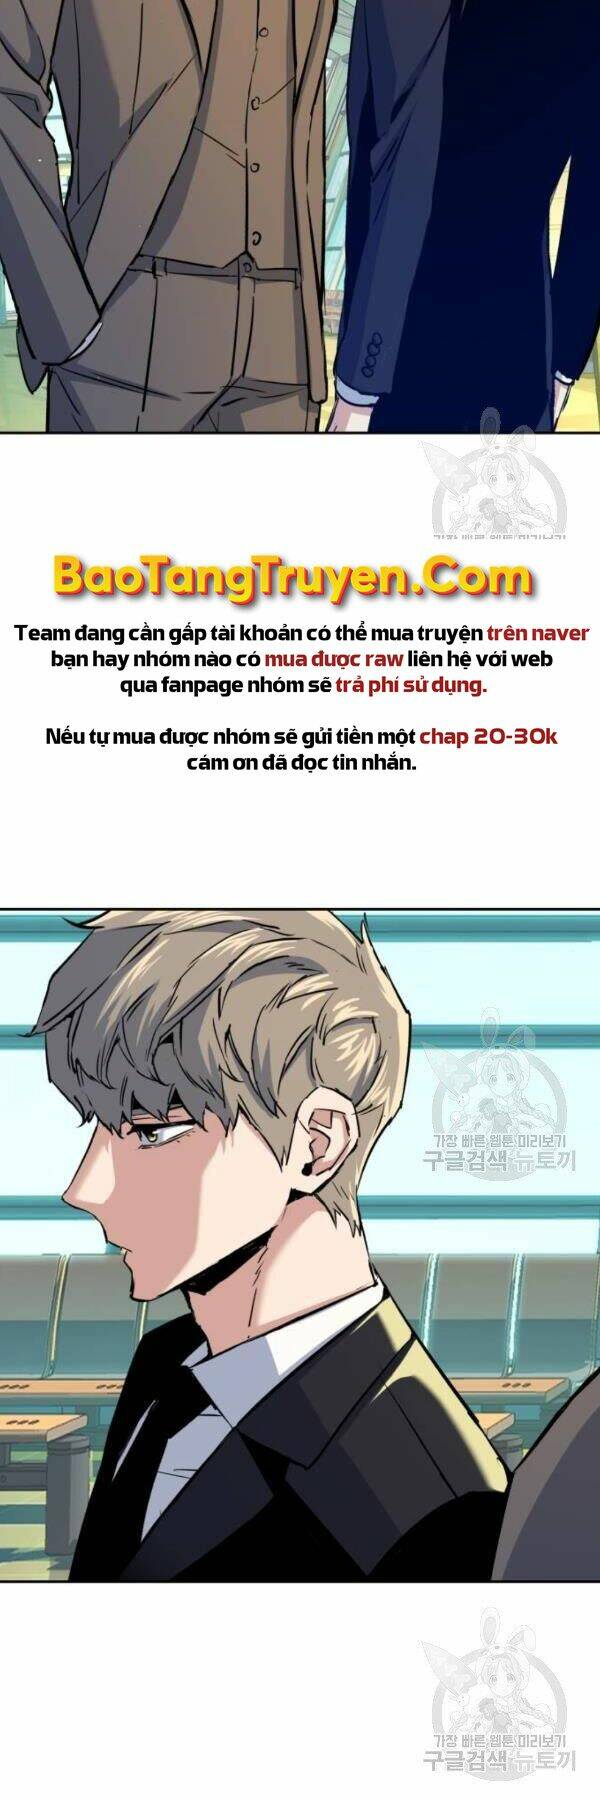 BaoTangTruyen.Com
Team đang cần gấp tài khoản có thể mua truyện trên naver
bạn hay nhóm nào có mua được raw liên hệ với web
qua fanpage nhóm sẽ trả phí sử dụng.
Nếu tự mua được nhóm sẽ gửi tiền một chap 20-30k
cám ơn đã đọc tin nhắn.
가장 빠른 웹툰 미리보기
구글검색 뉴토끼
가장 빠른 웹툰 미리보기
구글검색 뉴토끼